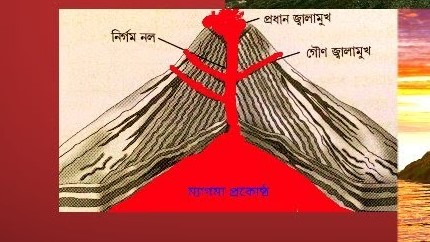 প্রধান জ্বালামুখ
নির্গম নল
গৌণ জ্বালামুখ
ম্যাগমা প্রকোষ্ঠ